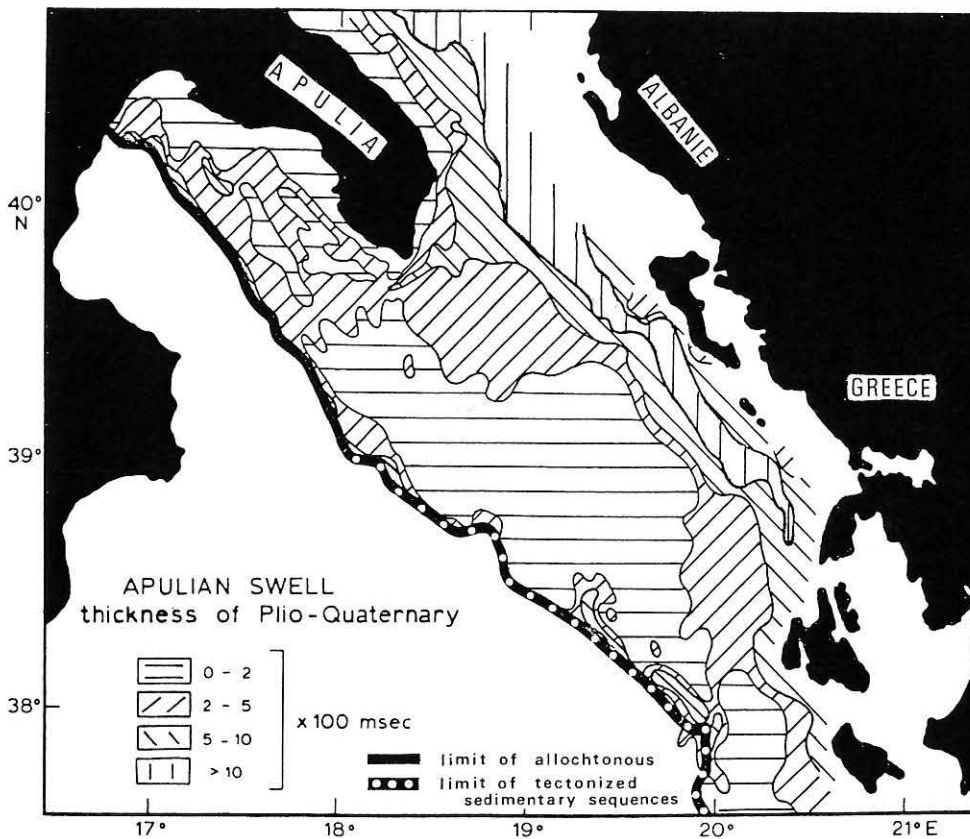 APULIA
ALBANIE
GREECE
40°
N
39°
38°
APULIAN SWELL
thickness of Plio-Quaternary
0 - 2
2 - 5
5 - 10
> 10
x 100 msec
limit of allochtonous
limit of tectonized
sedimentary sequences
17°
18°
19°
20°
21° E